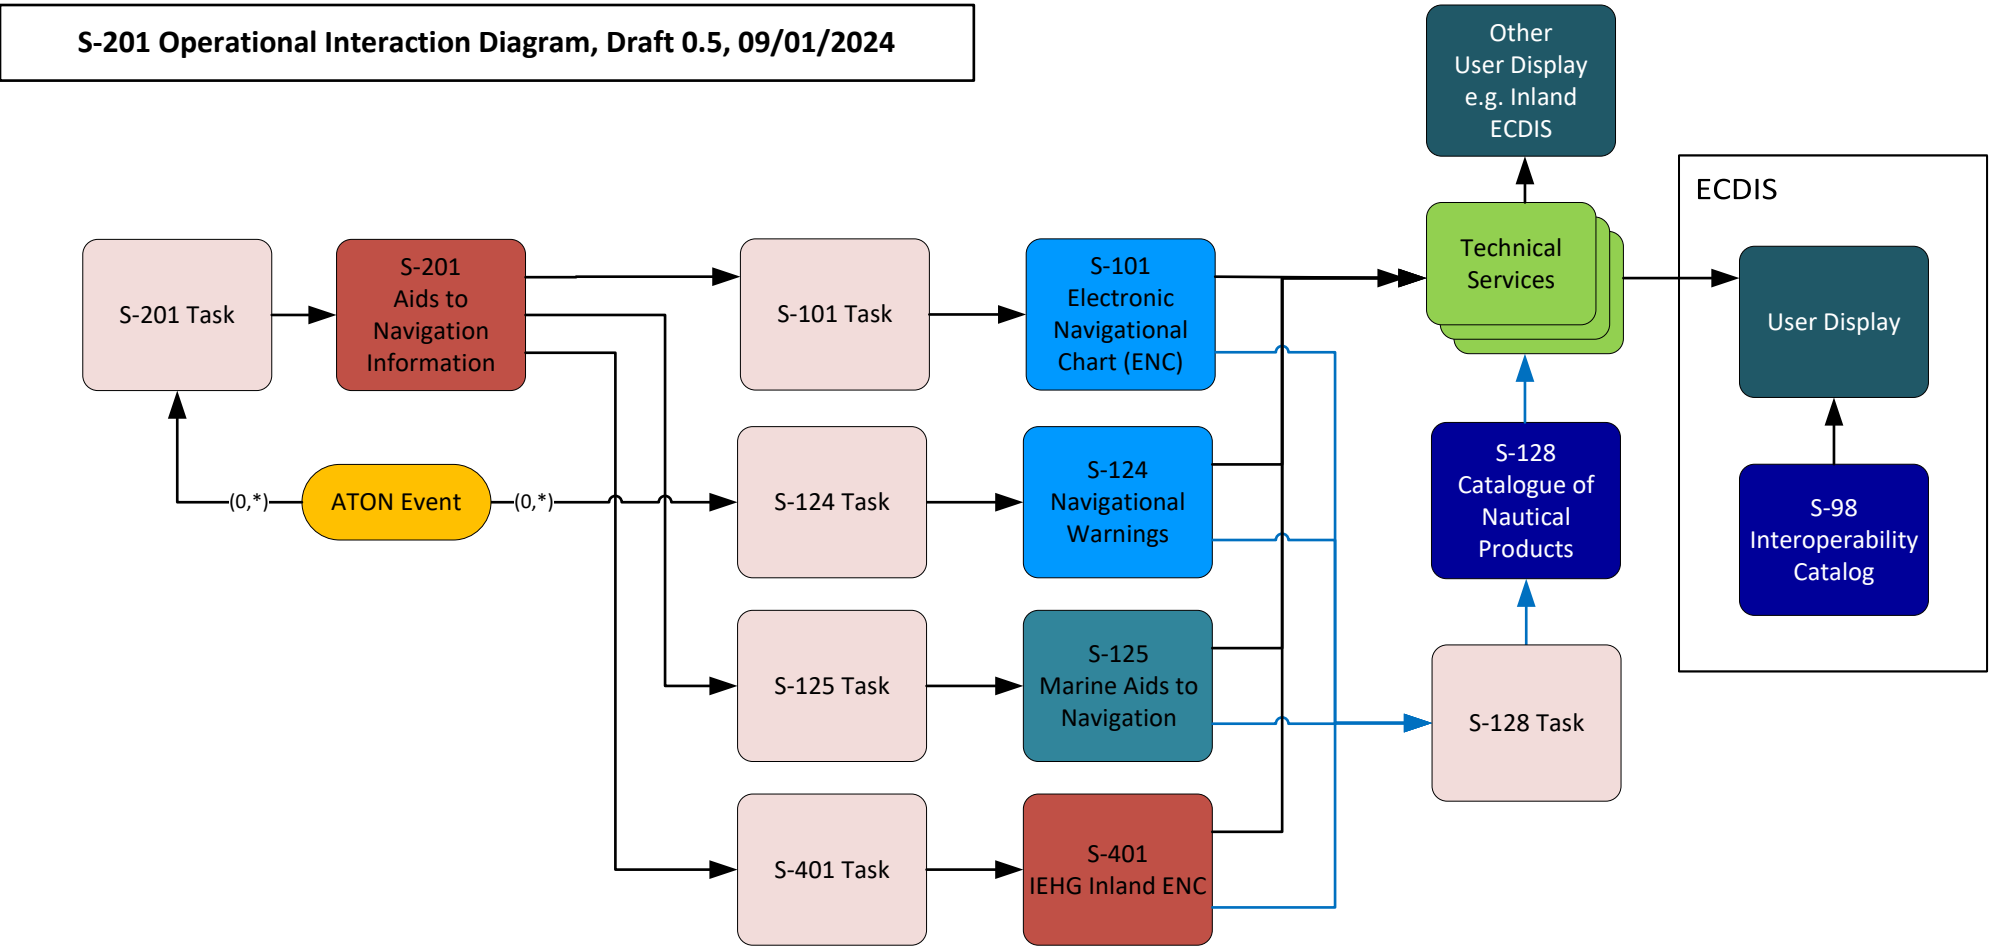 S-201 Operational Interaction Diagram, Draft 0.5, 09/01/2024
Other
User Display
e.g. Inland
ECDIS
ECDIS
S-201 Task
S-201
Aids to
Navigation
Information
S-101 Task
S-101
Electronic
Navigational
Chart (ENC)
Technical
Services
User Display
(0,*)
ATON Event
(0,*)
S-124 Task
S-124
Navigational
Warnings
S-128
Catalogue of
Nautical
Products
S-98
Interoperability
Catalog
S-125 Task
S-125
Marine Aids to
Navigation
S-128 Task
S-401 Task
S-401
IEHG Inland ENC